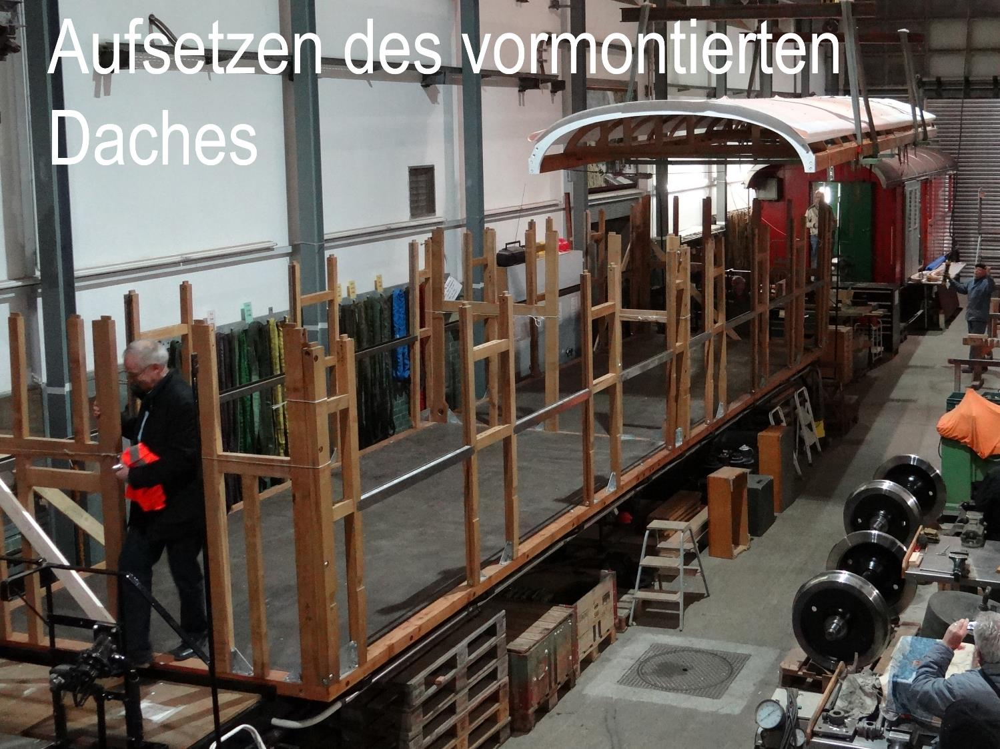 Aufsetzen des vormontierten
Daches